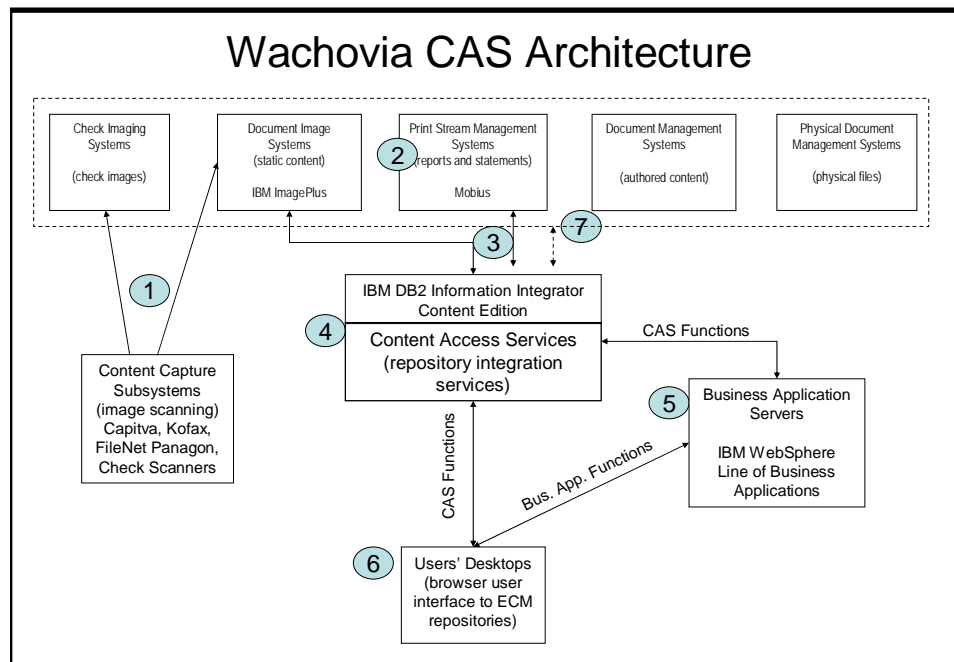 Wachovia CAS Architecture
Check Imaging
Systems
(check images)
Document Image
Systems
(static content)
IBM ImagePlus
Print Stream Management
Systems
(reports and statements)
Mobius
Document Management
Systems
(authored content)
Physical Document
Management Systems
(physical files)
2
7
3
1
IBM DB2 Information Integrator
Content Edition
4
Content Access Services
(repository integration
services)
CAS Functions
Content Capture
Subsystems
(image scanning)
Capitva, Kofax,
FileNet Panagon,
Check Scanners
5
Business Application
Servers
IBM WebSphere
Line of Business
Applications
CAS Functions
Bus. App. Functions
6
Users' Desktops
(browser user
interface to ECM
repositories)